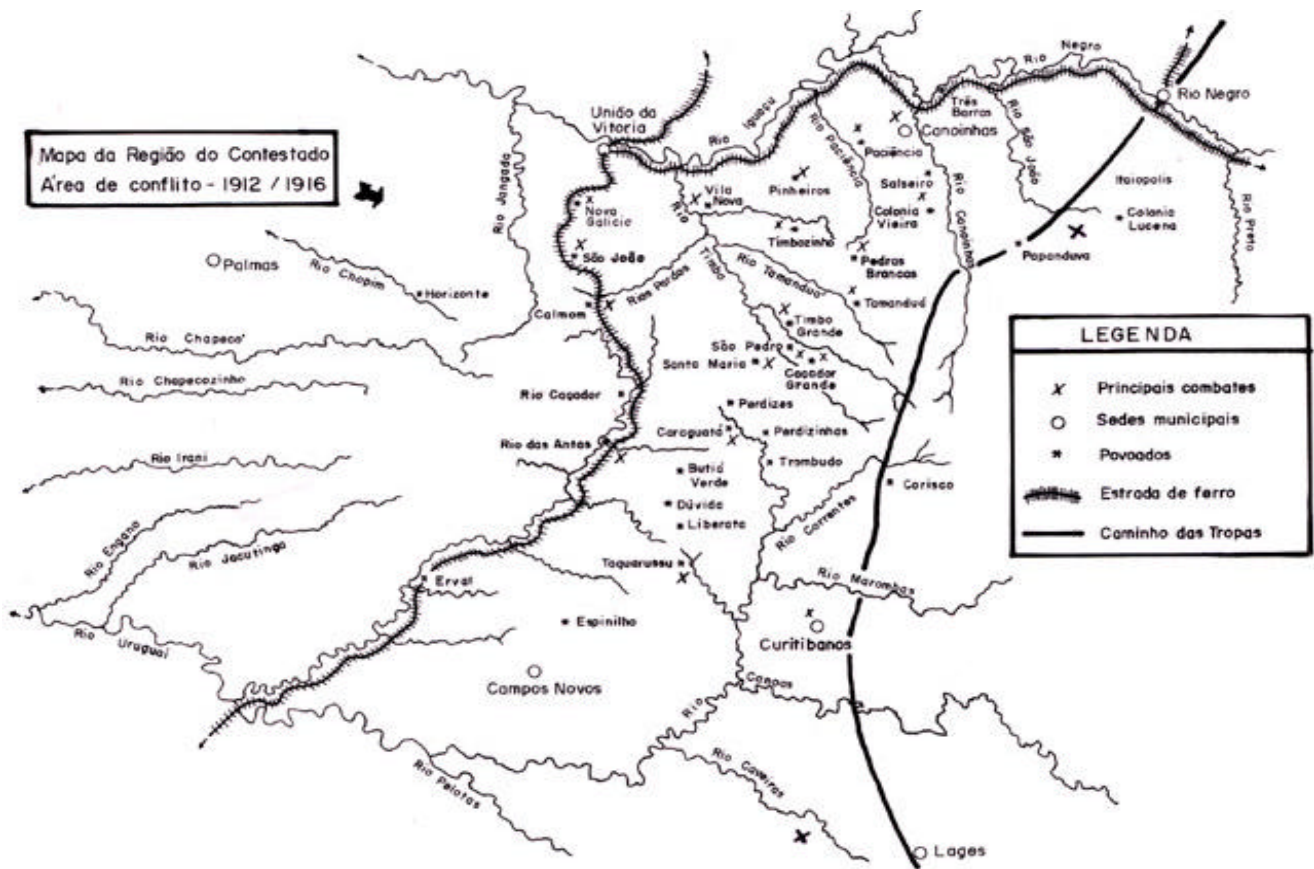 Mapa da Região do Contestado
Área de conflito - 1912 / 1916
União da
Vitoria
Rio Iguaçu
Rio Negro
Rio Negro
Três
Barras
Canoinhas
Rio Paciência
Paciência
Rio São João
Itaiopolis
Rio Preto
Rio Jangada
Nova
Galicia
Vila
Nova
Pinheiros
Salseiro
Colonia
Vieira
Rio Canoinhas
Colonia
Lucena
Papanduva
Rio Timbo
Timbozinho
Pedras
Brancas
São João
Palmas
Rio Chopim
Horizonte
Calmom
Rios Pardos
Rio Tamanduá
Tamanduá
Timbo
Grande
São Pedro
Santa Maria
Caçador
Grande
Rio Chapecó
Rio Chapecozinho
Rio Caçador
Perdizes
Rio das Antas
Caraguatá
Perdizinhas
Rio Irani
Butiá
Verde
Trombudo
Corisco
Dúvida
Liberata
Rio Correntes
Rio Engano
Rio Jacutinga
Taquarussu
Erval
Rio Marombas
Rio Uruguai
Espinilho
Curitibanos
Campos Novos
Rio Canoas
Rio Pelotas
Rio Caveiras
Lages
LEGENDA
X Principais combates
Sedes municipais
Povoados
Estrada de ferro
Caminho das Tropas